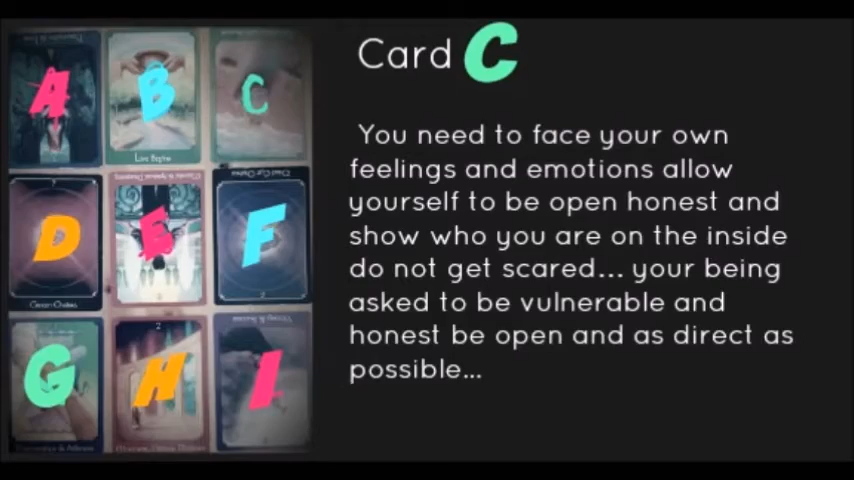 A
B
C
Love Begins
D
E
F
G
H
I
Card C
You need to face your own
feelings and emotions allow
yourself to be open honest and
show who you are on the inside
do not get scared... your being
asked to be vulnerable and
honest be open and as direct as
possible...